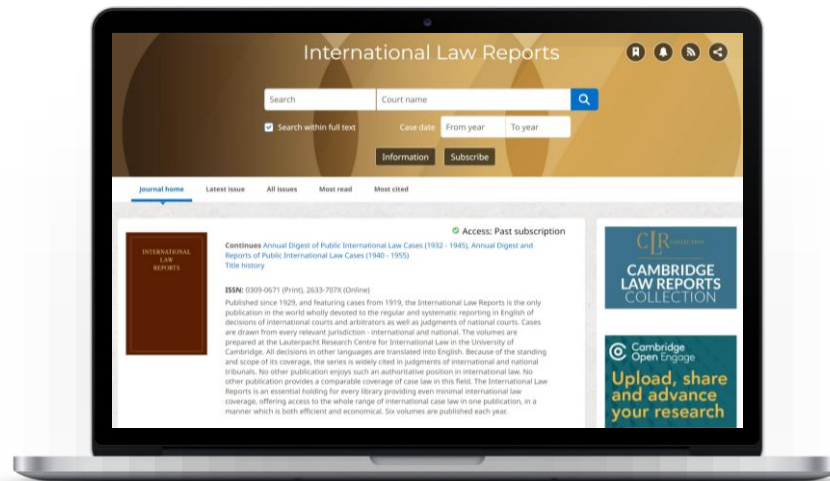 International Law Reports
Search
Court name
Search within full text
Case date
From year
To year
Information
Subscribe
Journal home
Latest issue
All issues
Most read
Most cited
Access: Past subscription
INTERNATIONAL
LAW
REPORTS
Continues Annual Digest of Public International Law Cases (1932 - 1945), Annual Digest and
Reports of Public International Law Cases (1940 - 1955)
Title history
ISSN: 0309-0671 (Print), 2633-707X (Online)
Published since 1929, and featuring cases from 1919, the International Law Reports is the only
publication in the world wholly devoted to the regular and systematic reporting in English of
decisions of international courts and arbitrators as well as judgments of national courts. Cases
are drawn from every relevant jurisdiction - international and national. The volumes are
prepared at the Lauterpacht Research Centre for International Law in the University of
Cambridge. All decisions in other languages are translated into English. Because of the standing
and scope of its coverage, the series is widely cited in judgments of international and national
tribunals. No other publication enjoys such an authoritative position in international law. No
other publication provides a comparable coverage of case law in this field. The International Law
Reports is an essential holding for every library providing even minimal international law
coverage, offering access to the whole range of international case law in one publication, in a
manner which is both efficient and economical. Six volumes are published each year.
CLR COLLECTION
CAMBRIDGE
LAW REPORTS
COLLECTION
Cambridge
Open Engage
Upload, share
and advance
your research